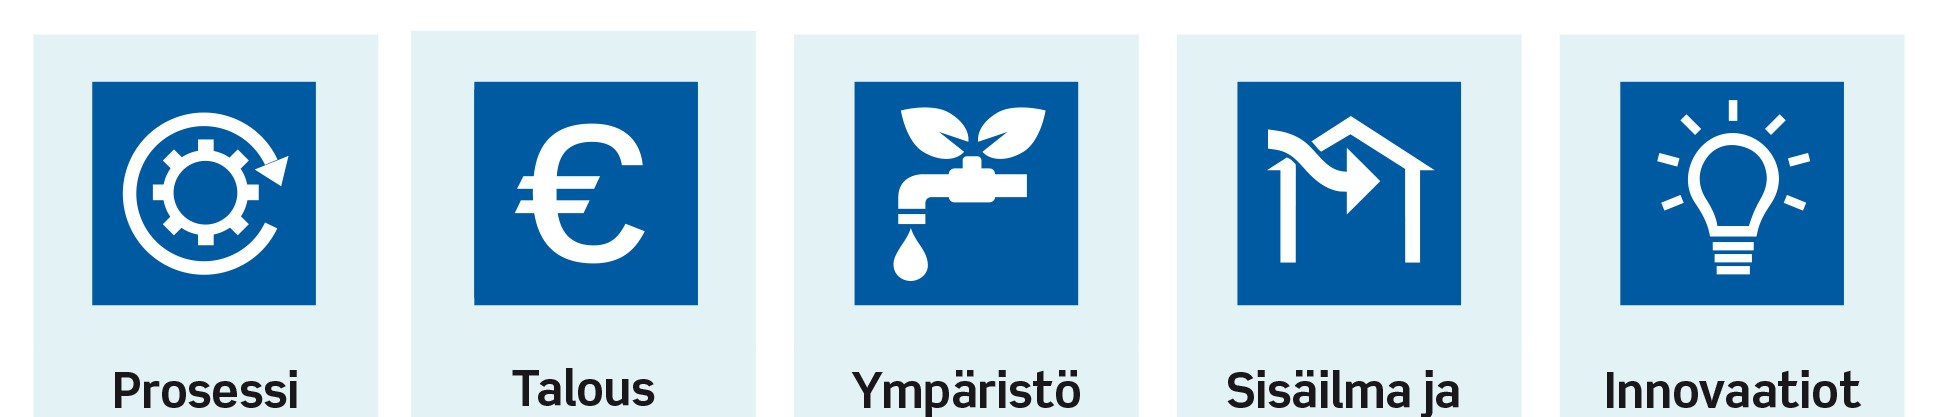 Prosessi
Talous
Ympäristö
Sisäilma ja
Innovaatiot